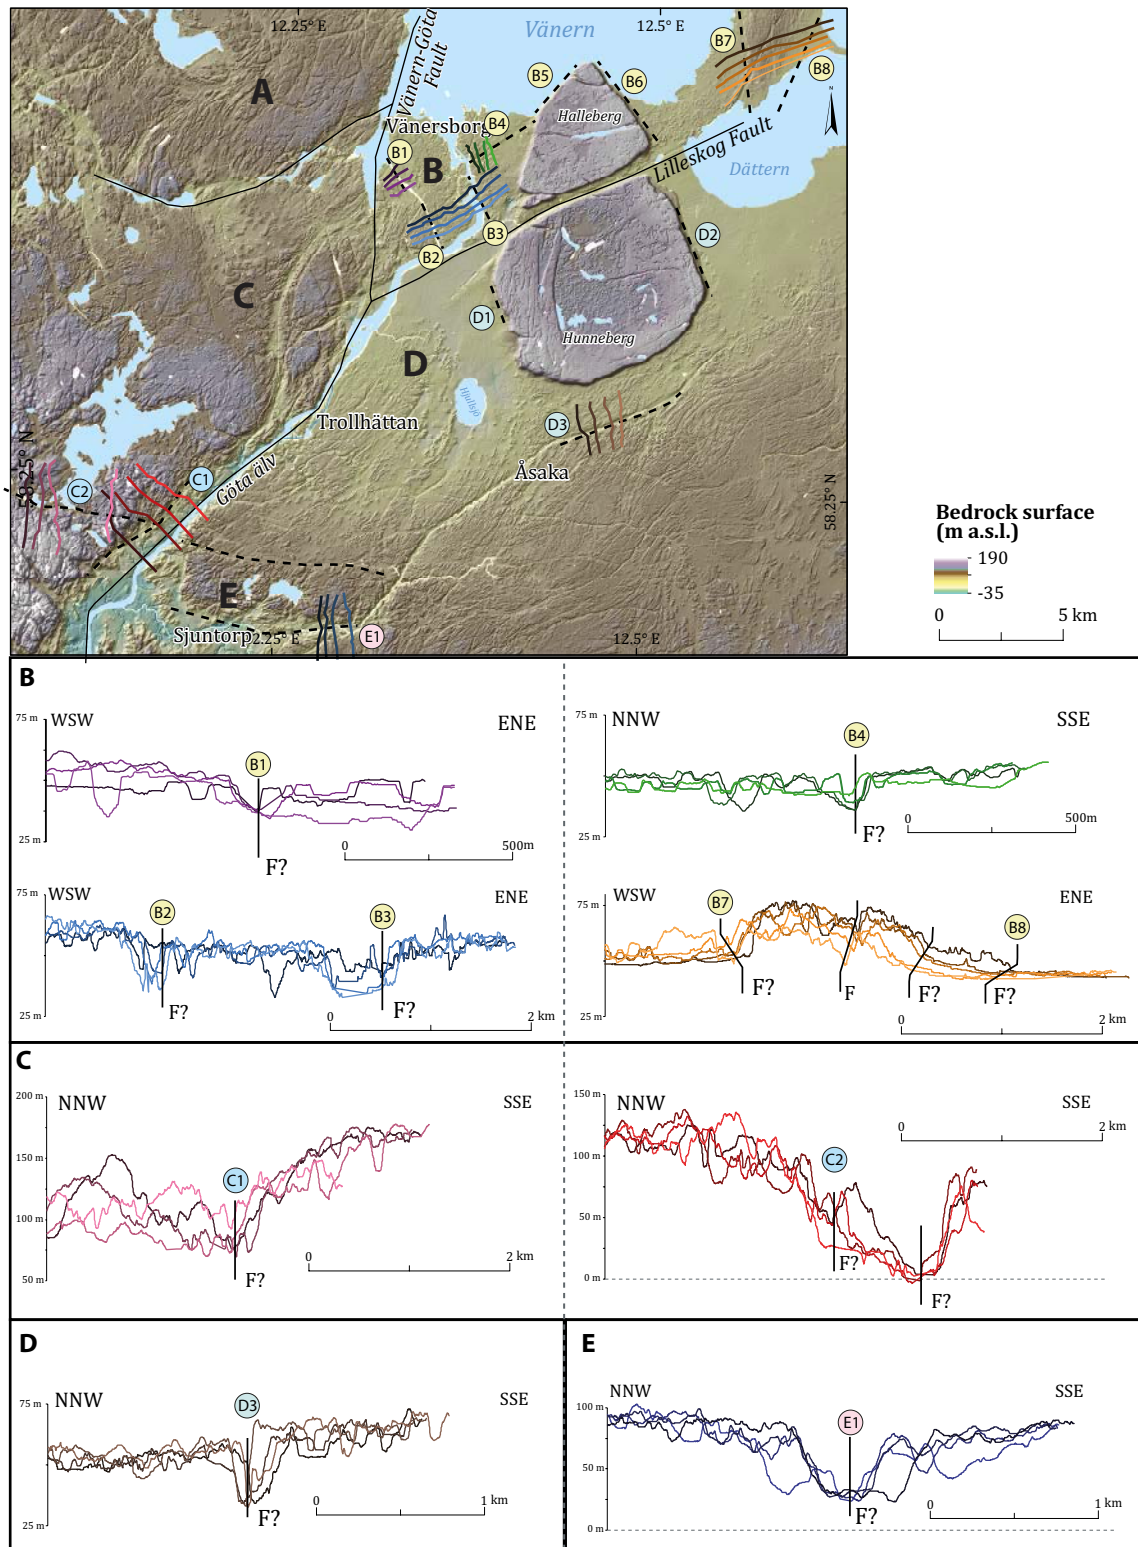 12.25° E
Vänern
12.5° E
B7
B8
Vänern-Göta
Fault
A
B5
B6
Halleberg
N
Vänersborg
B4
B1
B
Lilleskog Fault
Dättern
B3
B2
D2
C
D1
Hunneberg
D
Hjullsjö
Trollhättan
D3
Åsaka
58.25° N
C2
C1
Göta älv
58.25° N
Bedrock surface
(m a.s.l.)
190
-35
0
5 km
E
Sjuntorp
2.25° E
E1
12.5° E
B
75 m
WSW
ENE
B1
25 m
F?
0
500m
75 m
NNW
SSE
B4
25 m
F?
0
500m
75 m
WSW
ENE
B2
B3
25 m
F?
F?
0
2 km
75 m
WSW
ENE
B7
B8
25 m
F?
F
F?
F?
0
2 km
C
200 m
NNW
SSE
150 m
C1
100 m
50 m
F?
0
2 km
150 m
NNW
SSE
0
2 km
100 m
C2
50 m
F?
0 m
F?
D
NNW
SSE
75 m
D3
25 m
F?
0
1 km
E
NNW
SSE
100 m
E1
50 m
F?
0 m
0
1 km